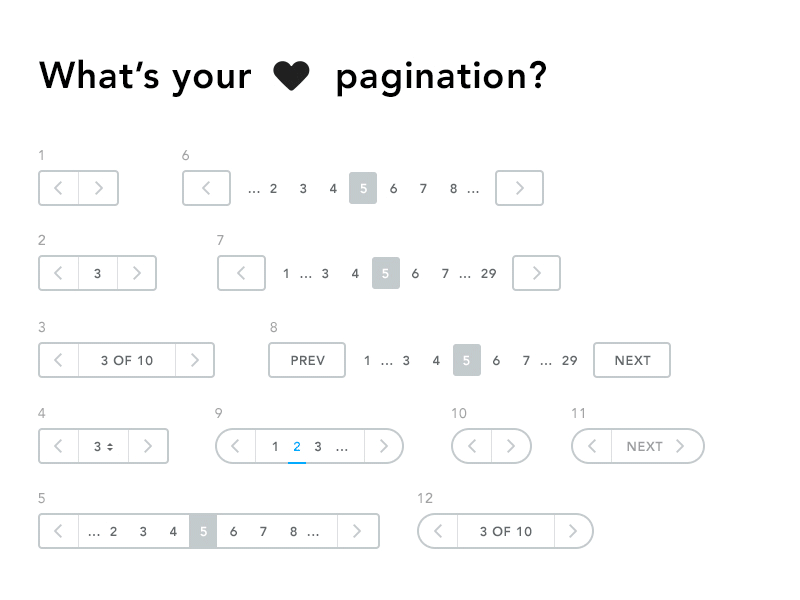 What's your pagination?
1 6
... 2 3 4 5 6 7 8 ...
2 7
3 1 ... 3 4 5 6 7 ... 29
3 8
3 OF 10 PREV 1 ... 3 4 5 6 7 ... 29 NEXT
4 9 10 11
3 1 2 3 ... NEXT
5 12
... 2 3 4 5 6 7 8 ... 3 OF 10